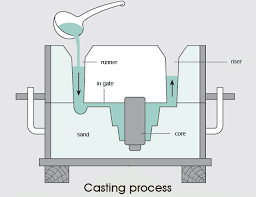 runner
riser
in gate
sand
core
Casting process